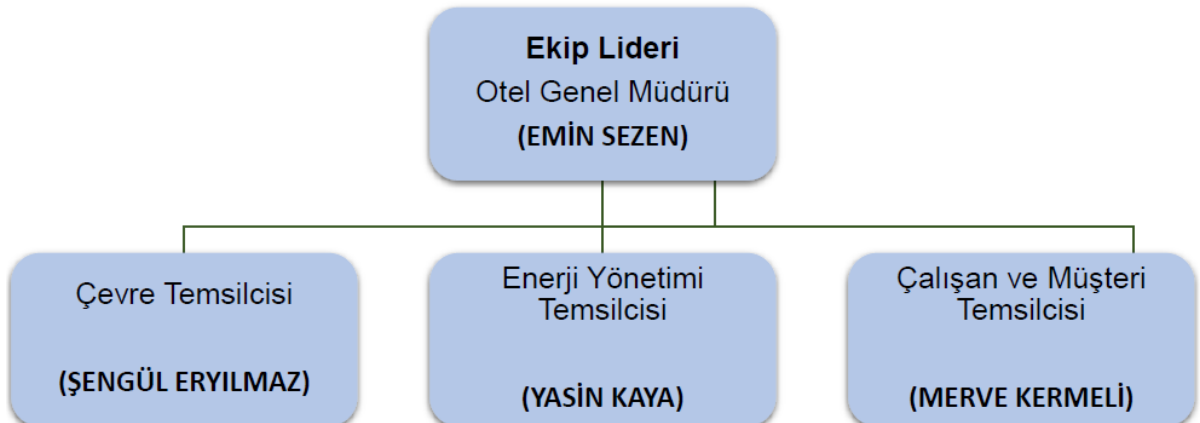 Ekip Lideri
Otel Genel Müdürü
(EMİN SEZEN)
Çevre Temsilcisi
(ŞENGÜL ERYILMAZ)
Enerji Yönetimi
Temsilcisi
(YASİN KAYA)
Çalışan ve Müşteri
Temsilcisi
(MERVE KERMELİ)